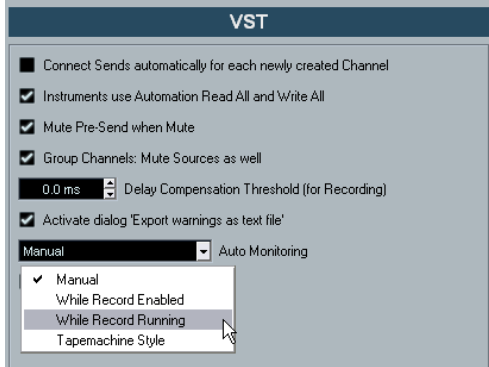 VST
Connect Sends automatically for each newly created Channel
Instruments use Automation Read All and Write All
Mute Pre-Send when Mute
Group Channels: Mute Sources as well
0.0 ms Delay Compensation Threshold (for Recording)
Activate dialog 'Export warnings as text file'
Manual Auto Monitoring
Manual
While Record Enabled
While Record Running
Tapemachine Style